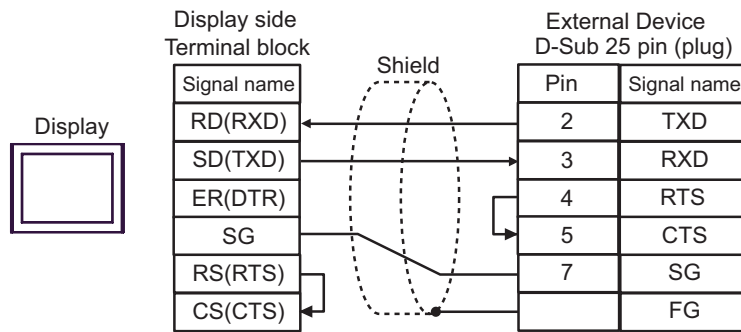 Display side
Terminal block
External Device
D-Sub 25 pin (plug)
Shield
Display
Signal name
Pin Signal name
RD(RXD) 2 TXD
SD(TXD) 3 RXD
ER(DTR) 4 RTS
SG 5 CTS
RS(RTS) 7 SG
CS(CTS) FG